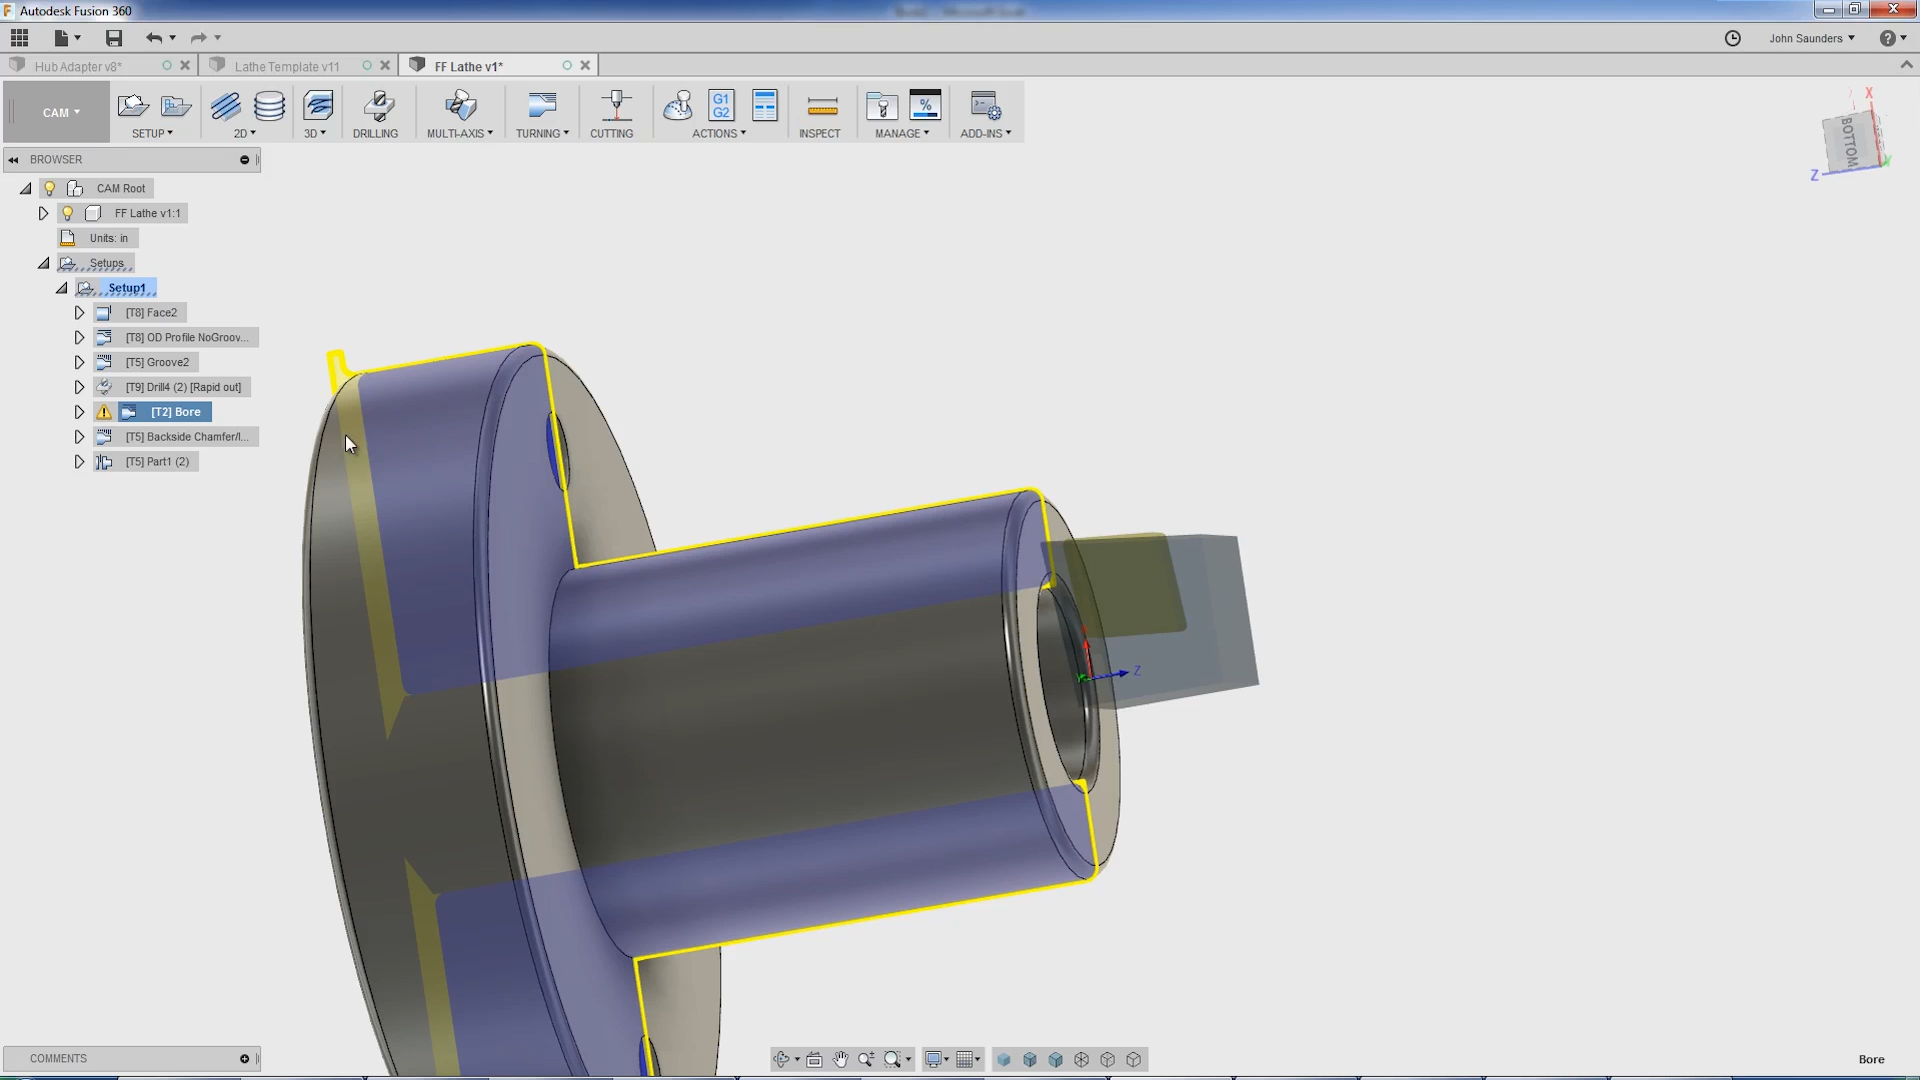 Autodesk Fusion 360
John Saunders
Hub Adapter v8*
Lathe Template v11
FF Lathe v1*
CAM
SETUP
2D
3D
DRILLING
MULTI-AXIS
TURNING
CUTTING
G1
G2
ACTIONS
INSPECT
%
MANAGE
ADD-INS
BROWSER
CAM Root
FF Lathe v1:1
Units: in
Setups
Setup1
[T8] Face2
[T8] OD Profile NoGroov...
[T5] Groove2
[T9] Drill4 (2) [Rapid out]
[T2] Bore
[T5] Backside Chamfer/I...
[T5] Part1 (2)
X
BOTTOM
Z
Z
COMMENTS
Bore